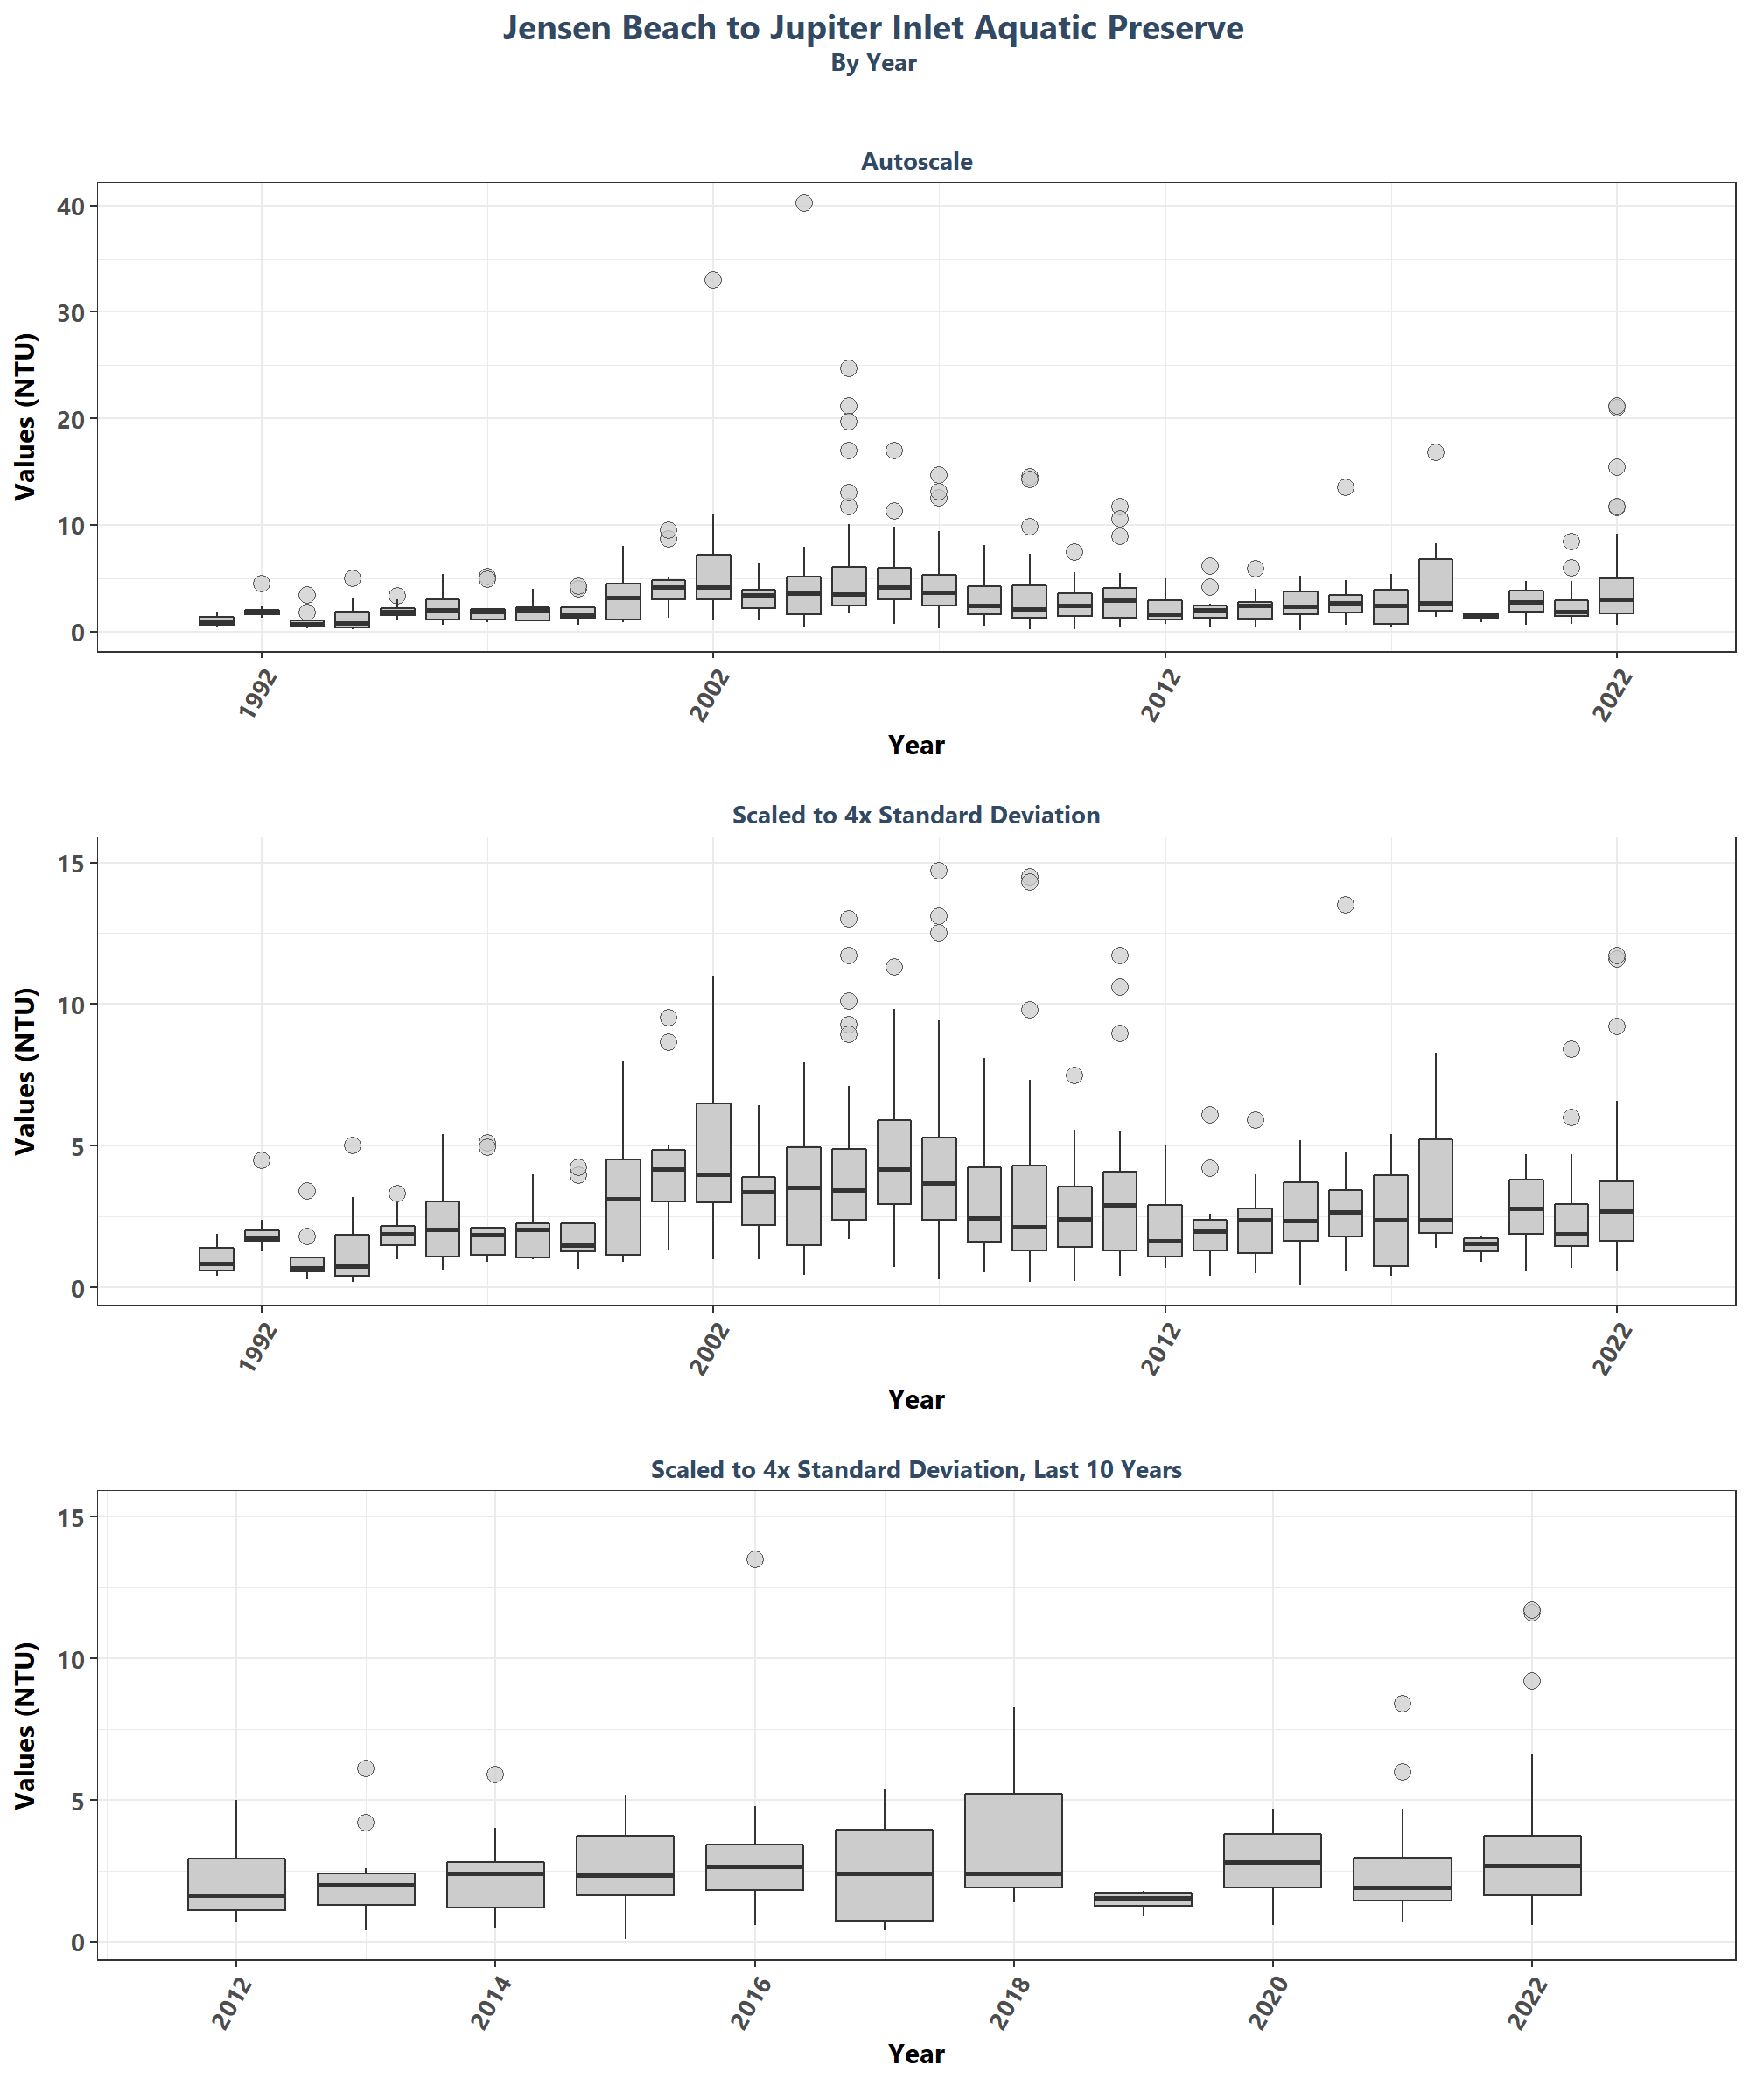 Jensen Beach to Jupiter Inlet Aquatic Preserve
By Year
Autoscale
Values (NTU)
40
30
20
10
0
1992
2002
2012
2022
Year
Scaled to 4x Standard Deviation
Values (NTU)
15
10
5
0
1992
2002
2012
2022
Year
Scaled to 4x Standard Deviation, Last 10 Years
Values (NTU)
15
10
5
0
2012
2014
2016
2018
2020
2022
Year